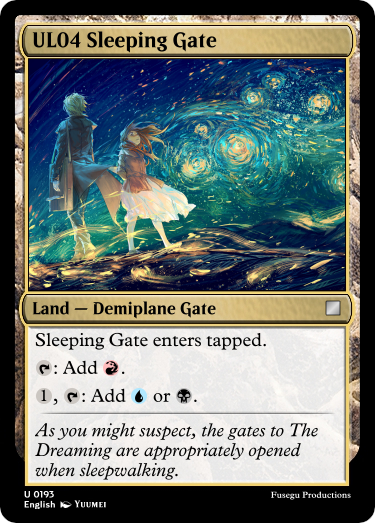 UL04 Sleeping Gate
Land — Demiplane Gate
Sleeping Gate enters tapped.
: Add .
1, : Add or .
As you might suspect, the gates to The
Dreaming are appropriately opened
when sleepwalking.
U 0193
Fusegu Productions
English YUUMEI